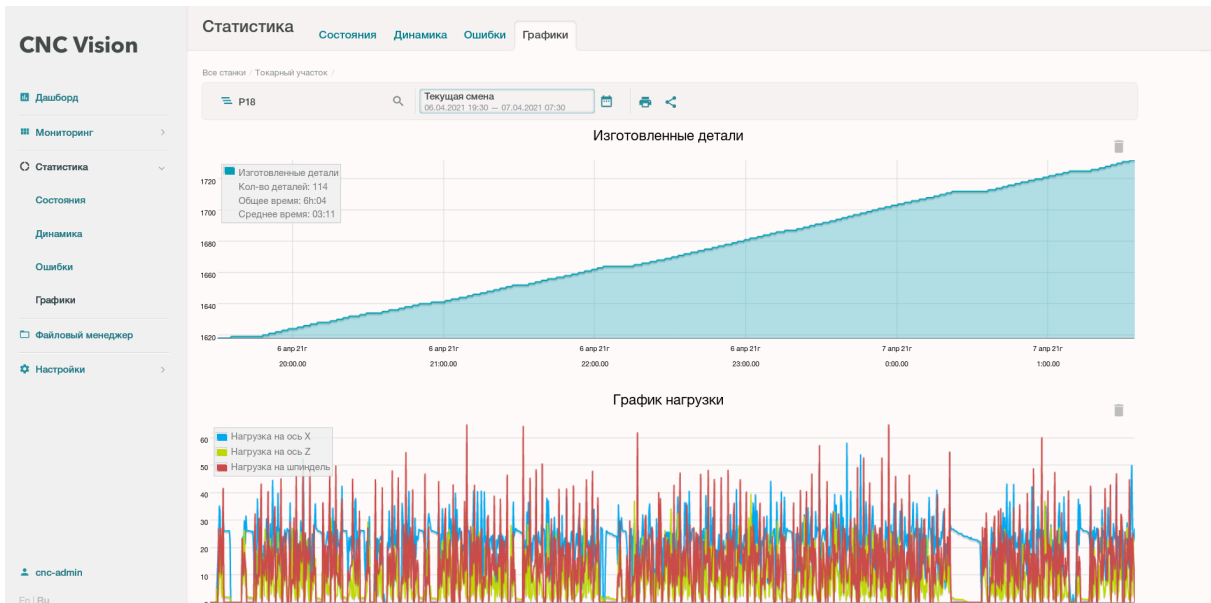 CNC Vision
Дашборд
Мониторинг
Статистика
Состояния
Динамика
Ошибки
Графики
Файловый менеджер
Настройки
cnc-admin
En | Ru
Статистика
Состояния
Динамика
Ошибки
Графики
Все станки / Токарный участок /
P18
Текущая смена
06.04.2021 19:30 — 07.04.2021 07:30
Изготовленные детали
Изготовленные детали
Кол-во деталей: 114
Общее время: 6h:04
Среднее время: 03:11
1720
1700
1680
1660
1640
1620
6 апр 21г
20:00.00
6 апр 21г
21:00.00
6 апр 21г
22:00.00
6 апр 21г
23:00.00
7 апр 21г
0:00.00
7 апр 21г
1:00.00
График нагрузки
Нагрузка на ось X
Нагрузка на ось Z
Нагрузка на шпиндель
60
50
40
30
20
10
0